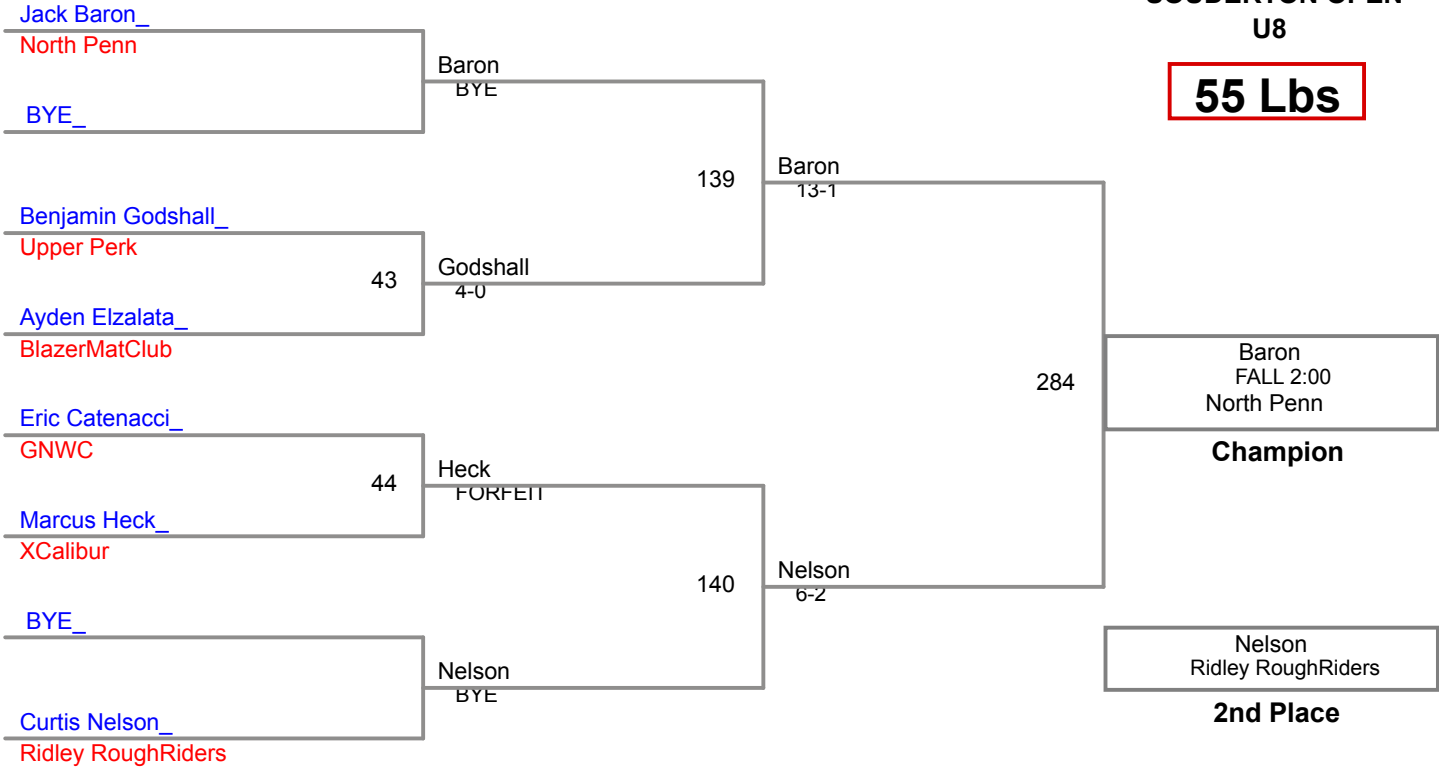 Jack Baron_
North Penn
BYE_
Benjamin Godshall_
Upper Perk
43
Ayden Elzalata_
BlazerMatClub
Eric Catenacci_
GNWC
44
Marcus Heck_
XCalibur
BYE_
Curtis Nelson_
Ridley RoughRiders
Baron
BYE
Godshall
4-0
Heck
FORFEIT
Nelson
BYE
139
140
Baron
13-1
Nelson
6-2
284
SOUDERTON OPEN
U8
55 Lbs
Baron
FALL 2:00
North Penn
Champion
Nelson
Ridley RoughRiders
2nd Place